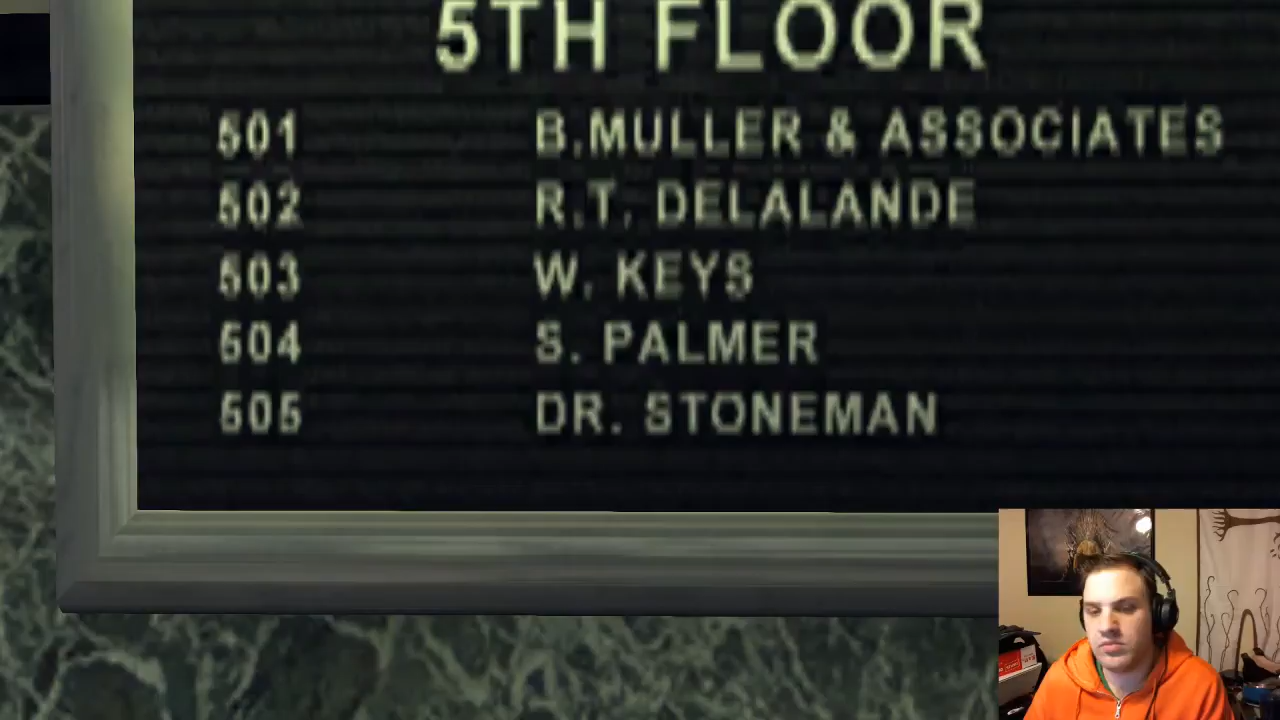 5TH FLOOR
501 B.MULLER & ASSOCIATES
502 R.T. DELALANDE
503 W. KEYS
504 S. PALMER
505 DR. STONEMAN